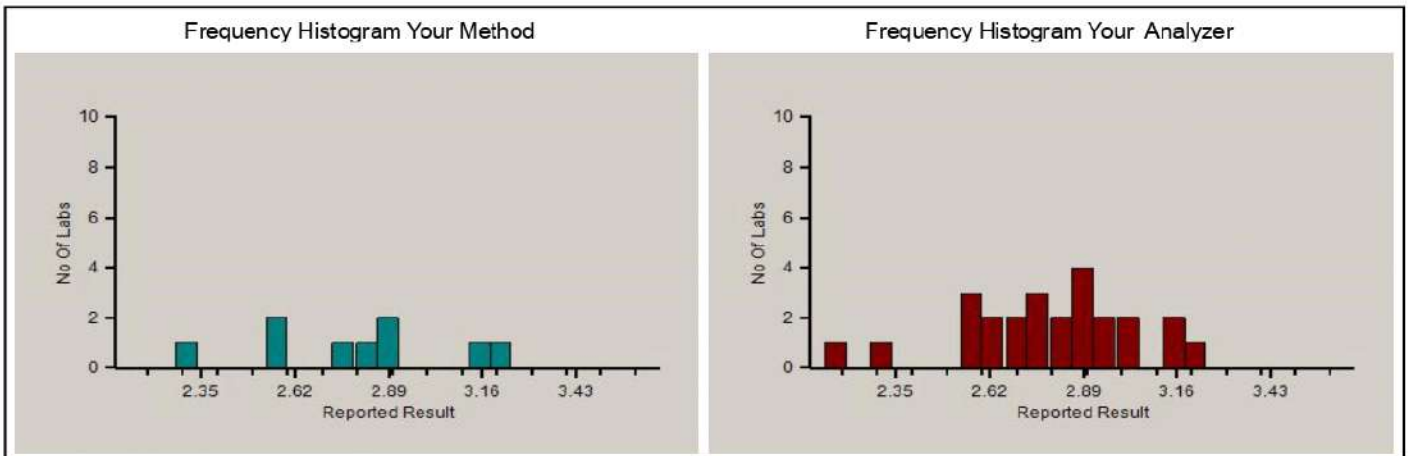 Frequency Histogram Your Method
10
8
6
4
2
0
No Of Labs
2.35 2.62 2.89 3.16 3.43
Reported Result
Frequency Histogram Your Analyzer
10
8
6
4
2
0
No Of Labs
2.35 2.62 2.89 3.16 3.43
Reported Result